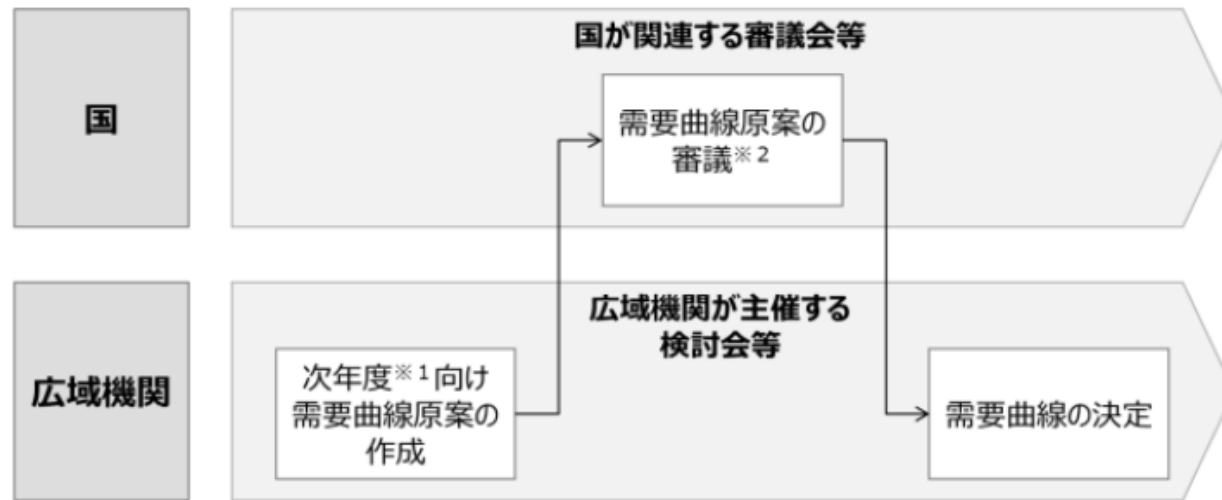 国
国が関連する審議会等
需要曲線原案の
審議※2
広域機関
広域機関が主催する
検討会等
次年度※1向け
需要曲線原案の
作成
需要曲線の決定